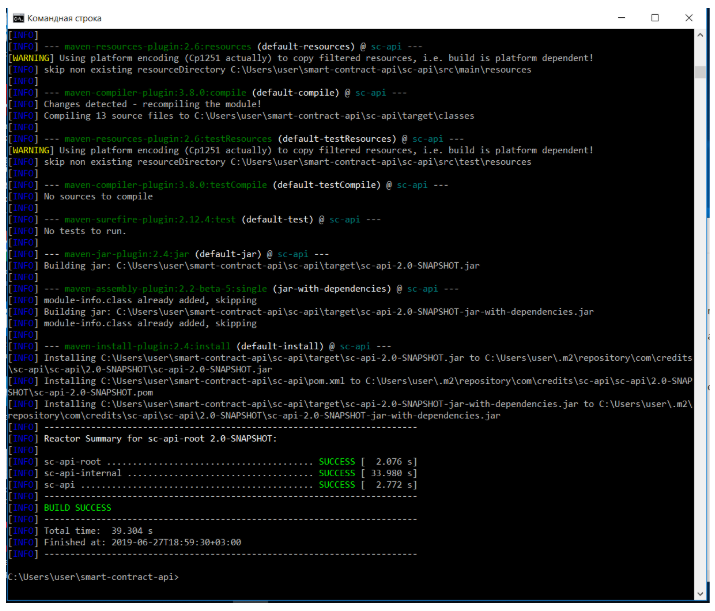 Командная строка
[INFO]
[INFO] --- maven-resources-plugin:2.6:resources (default-resources) @ sc-api ---
[WARNING] Using platform encoding (Cp1251 actually) to copy filtered resources, i.e. build is platform dependent!
[INFO] skip non existing resourceDirectory C:\Users\user\smart-contract-api\sc-api\src\main\resources
[INFO]
[INFO] --- maven-compiler-plugin:3.8.0:compile (default-compile) @ sc-api ---
[INFO] Changes detected - recompiling the module!
[INFO] Compiling 13 source files to C:\Users\user\smart-contract-api\sc-api\target\classes
[INFO]
[INFO] --- maven-resources-plugin:2.6:testResources (default-testResources) @ sc-api ---
[WARNING] Using platform encoding (Cp1251 actually) to copy filtered resources, i.e. build is platform dependent!
[INFO] skip non existing resourceDirectory C:\Users\user\smart-contract-api\sc-api\src\test\resources
[INFO]
[INFO] --- maven-compiler-plugin:3.8.0:testCompile (default-testCompile) @ sc-api ---
[INFO] No sources to compile
[INFO]
[INFO] --- maven-surefire-plugin:2.12.4:test (default-test) @ sc-api ---
[INFO] No tests to run.
[INFO]
[INFO] --- maven-jar-plugin:2.4:jar (default-jar) @ sc-api ---
[INFO] Building jar: C:\Users\user\smart-contract-api\sc-api\target\sc-api-2.0-SNAPSHOT.jar
[INFO]
[INFO] --- maven-assembly-plugin:2.2-beta-5:single (jar-with-dependencies) @ sc-api ---
[INFO] module-info.class already added, skipping
[INFO] Building jar: C:\Users\user\smart-contract-api\sc-api\target\sc-api-2.0-SNAPSHOT-jar-with-dependencies.jar
[INFO] module-info.class already added, skipping
[INFO]
[INFO] --- maven-install-plugin:2.4:install (default-install) @ sc-api ---
[INFO] Installing C:\Users\user\smart-contract-api\sc-api\target\sc-api-2.0-SNAPSHOT.jar to C:\Users\user\.m2\repository\com\credits
\sc-api\sc-api\2.0-SNAPSHOT\sc-api-2.0-SNAPSHOT.jar
[INFO] Installing C:\Users\user\smart-contract-api\sc-api\pom.xml to C:\Users\user\.m2\repository\com\credits\sc-api\sc-api\2.0-SNAP
SHOT\sc-api-2.0-SNAPSHOT.pom
[INFO] Installing C:\Users\user\smart-contract-api\sc-api\target\sc-api-2.0-SNAPSHOT-jar-with-dependencies.jar to C:\Users\user\.m2\
repository\com\credits\sc-api\sc-api\2.0-SNAPSHOT\sc-api-2.0-SNAPSHOT-jar-with-dependencies.jar
[INFO] ------------------------------------------------------------------------
[INFO] Reactor Summary for sc-api-root 2.0-SNAPSHOT:
[INFO]
[INFO] sc-api-root ........................................ SUCCESS [  2.076 s]
[INFO] sc-api-internal .................................... SUCCESS [ 33.980 s]
[INFO] sc-api ............................................. SUCCESS [  2.772 s]
[INFO] ------------------------------------------------------------------------
[INFO] BUILD SUCCESS
[INFO] ------------------------------------------------------------------------
[INFO] Total time:  39.304 s
[INFO] Finished at: 2019-06-27T18:59:30+03:00
[INFO] ------------------------------------------------------------------------
C:\Users\user\smart-contract-api>